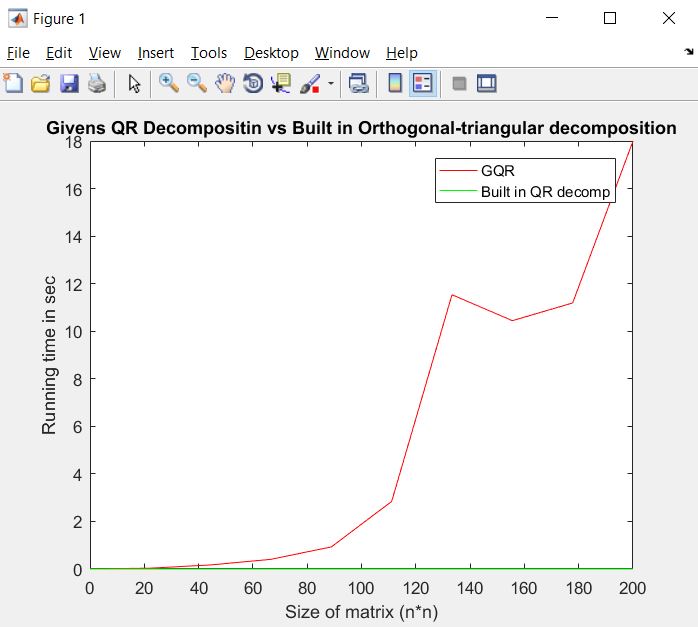 Figure 1
File Edit View Insert Tools Desktop Window Help
Givens QR Decompositin vs Built in Orthogonal-triangular decomposition
18
16
14
12
10
8
6
4
2
0
Running time in sec
GQR
Built in QR decomp
0 20 40 60 80 100 120 140 160 180 200
Size of matrix (n*n)